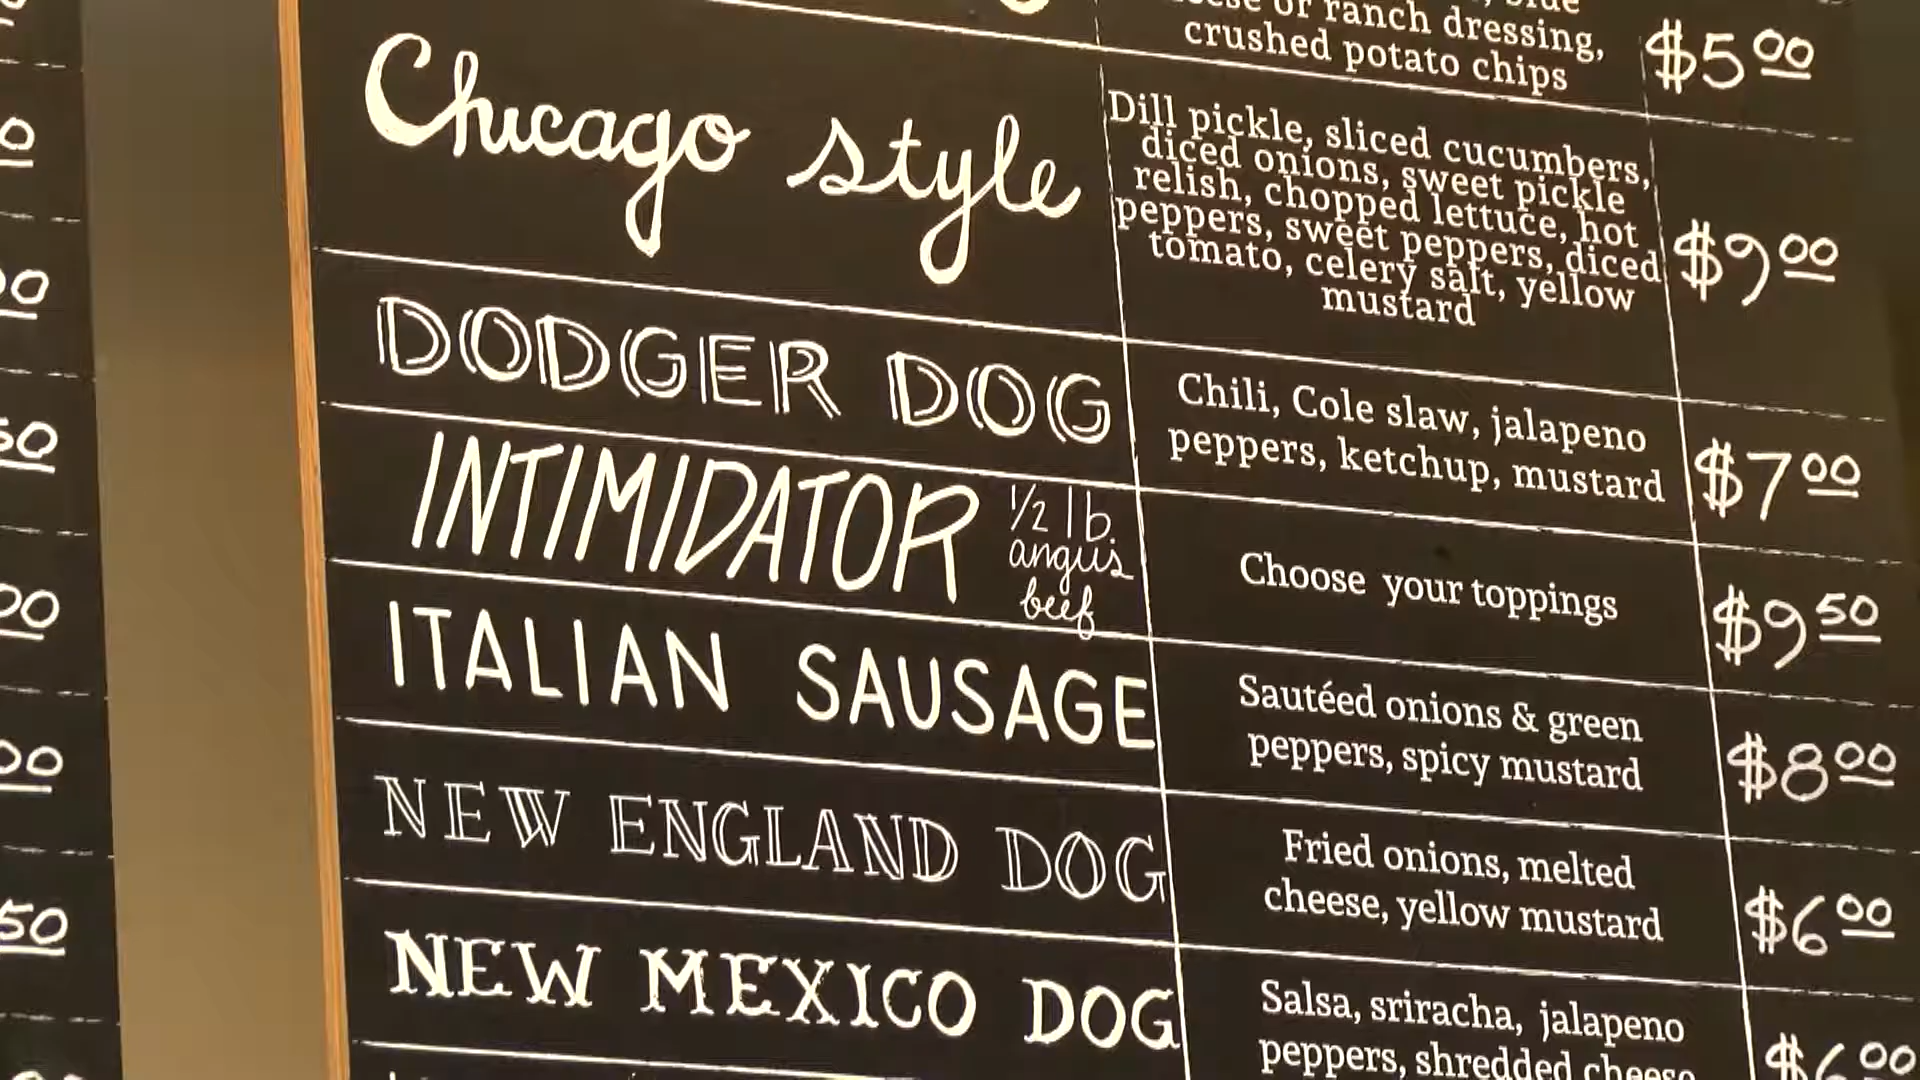 or ranch dressing,
crushed potato chips
$5.00
Chicago style
Dill pickle, sliced cucumbers,
diced onions, sweet pickle
relish, chopped lettuce, hot
peppers, sweet peppers, diced
tomato, celery salt, yellow
mustard
$9.00
DODGER DOG
Chili, Cole slaw, jalapeno
peppers, ketchup, mustard
$7.00
INTIMIDATOR
1/2 lb.
angus
beef
Choose your toppings
$9.50
ITALIAN SAUSAGE
Sautéed onions & green
peppers, spicy mustard
$8.00
NEW ENGLAND DOG
Fried onions, melted
cheese, yellow mustard
$6.00
NEW MEXICO DOG
Salsa, sriracha, jalapeno
peppers, shredded cheese
$6.00